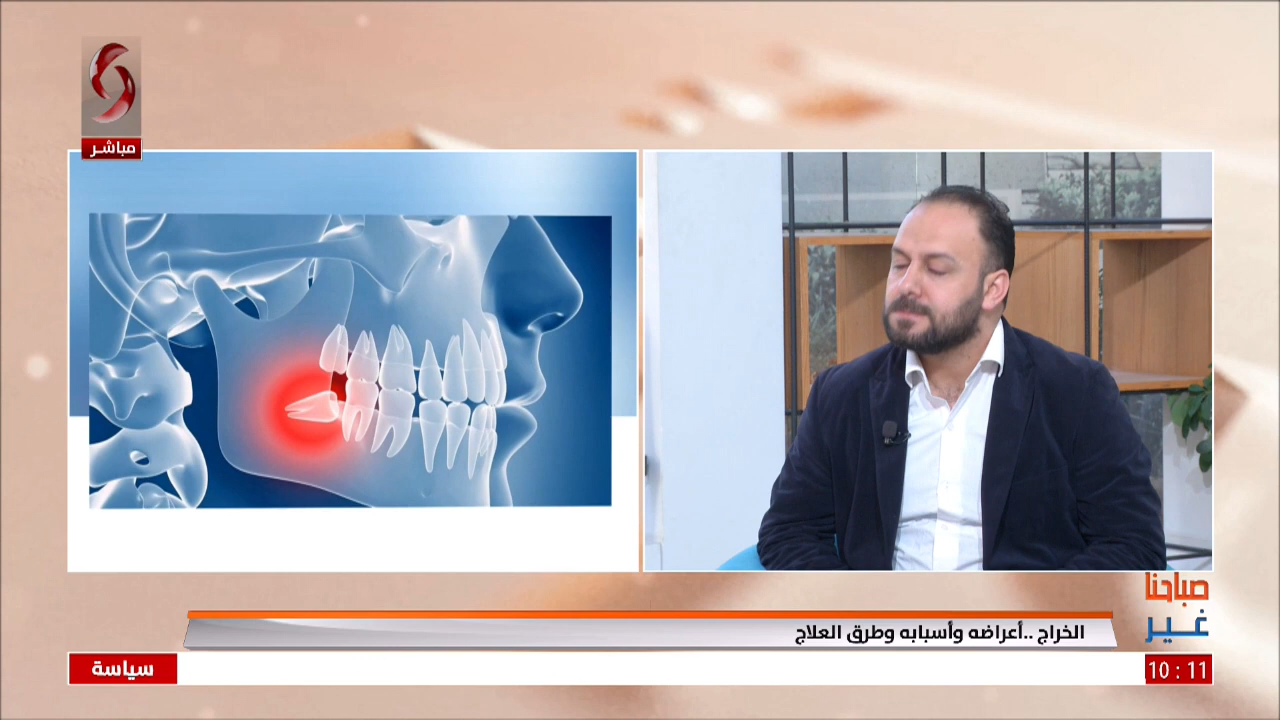 مباشر
الخراج ..أعراضه وأسبابه وطرق العلاج
صباحنا
غير
سياسة
10 : 11